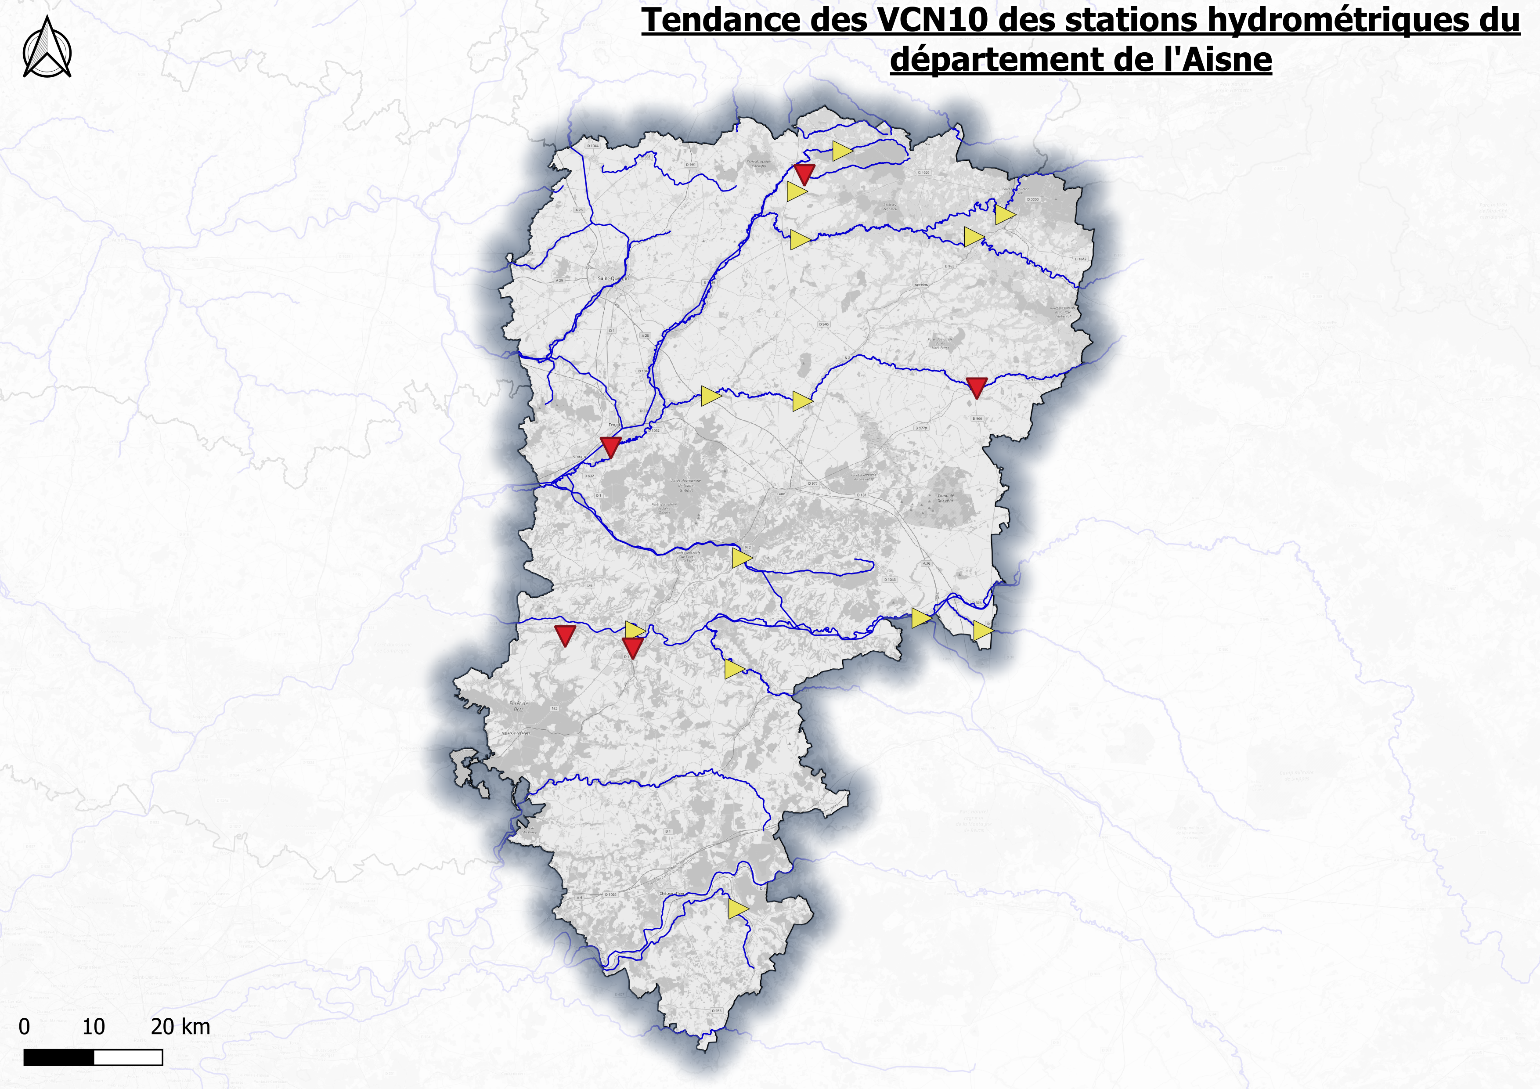 Tendance des VCN10 des stations hydrométriques du
département de l'Aisne
0 10 20 km